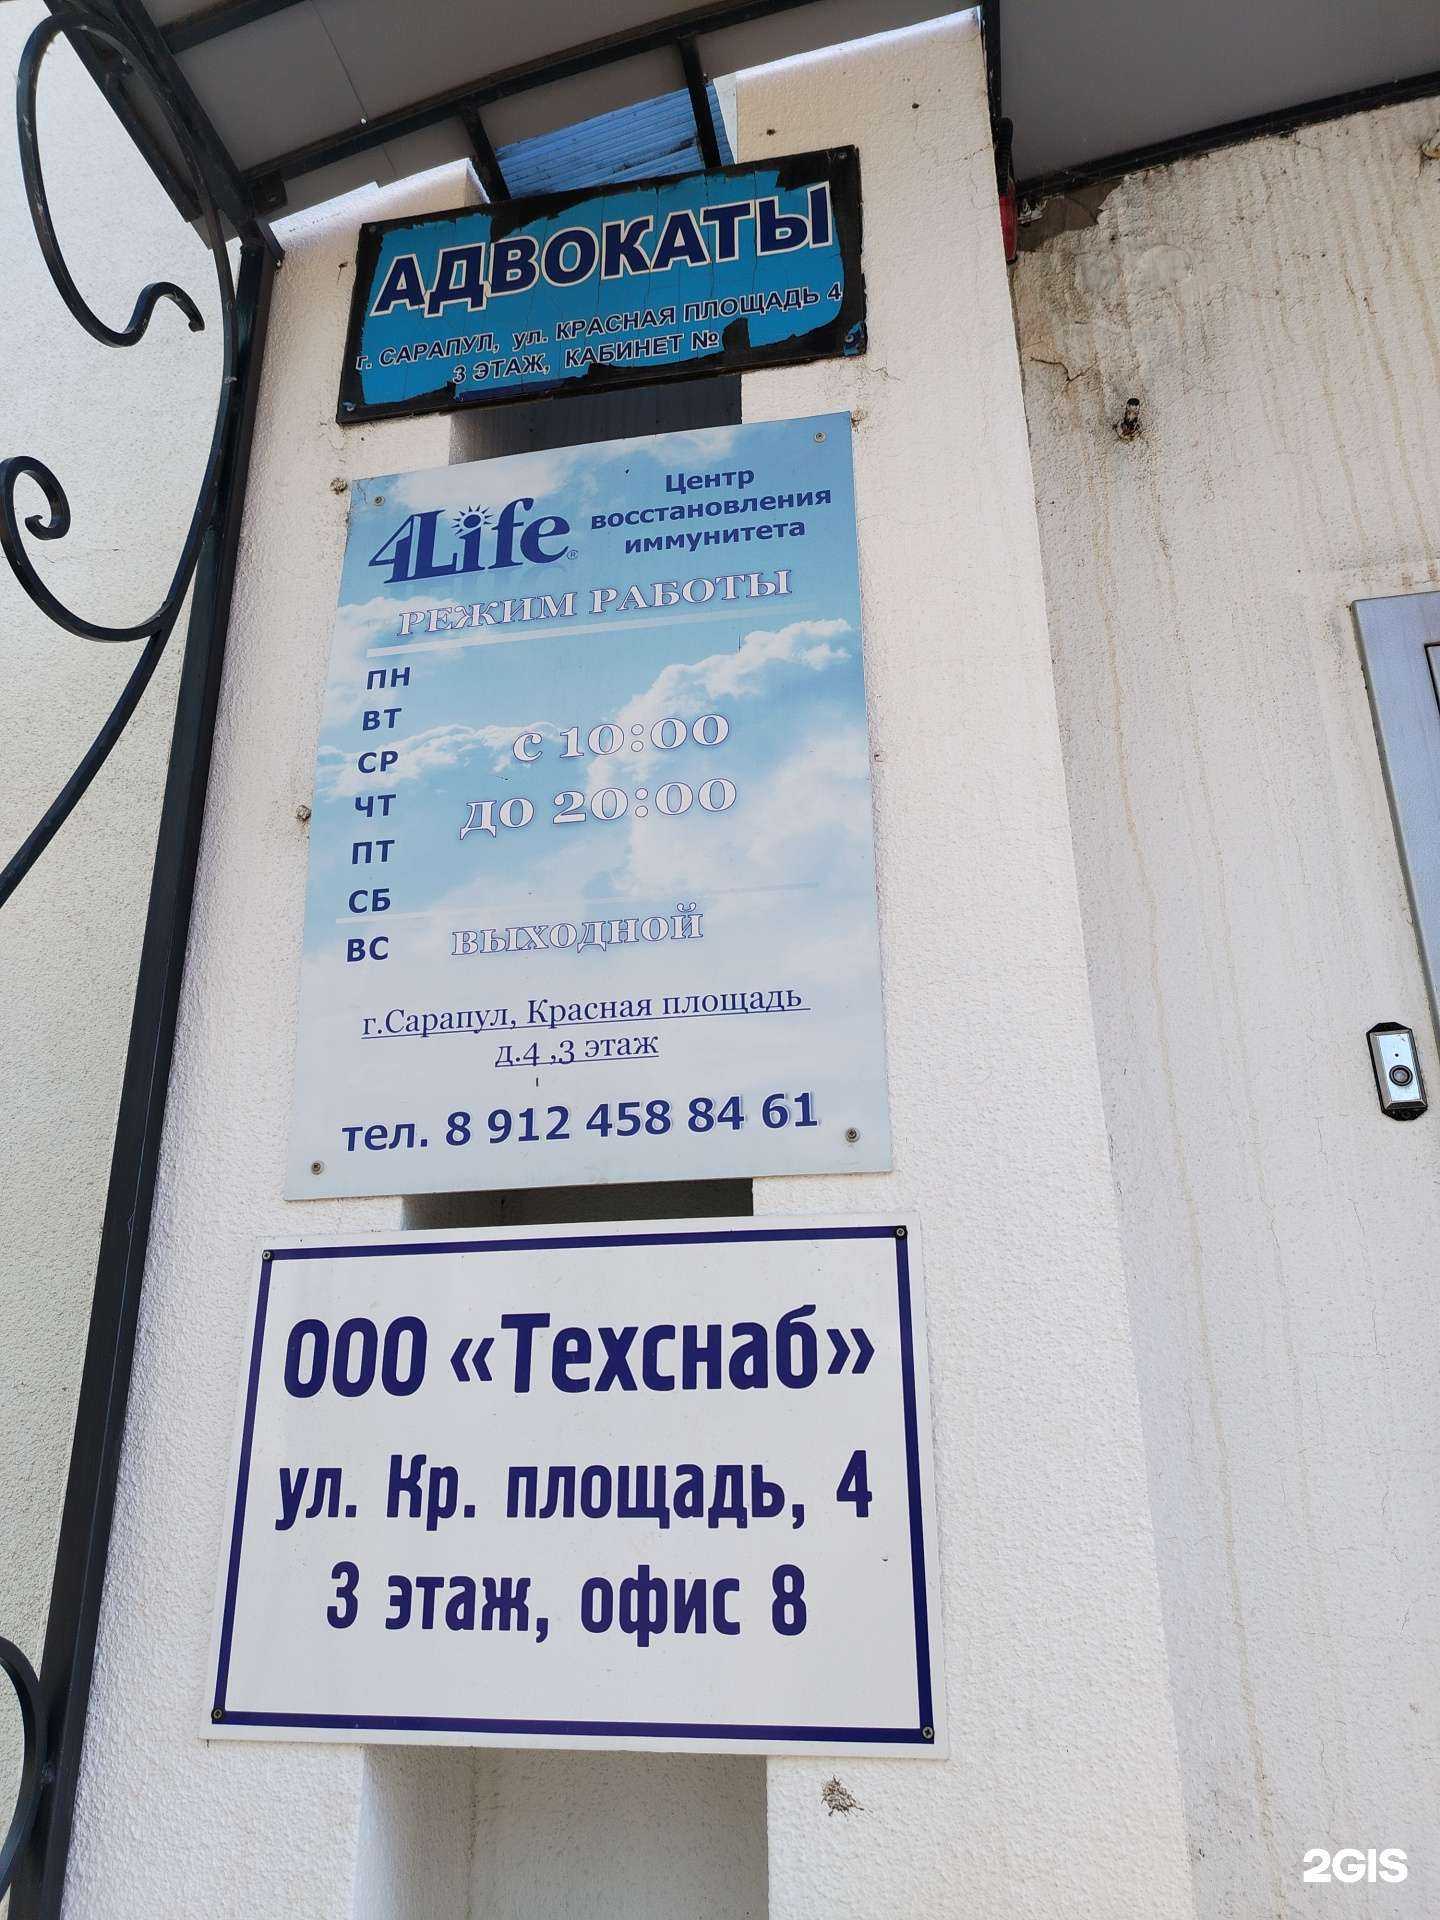 АДВОКАТЫ
г. САРАПУЛ, ул. КРАСНАЯ ПЛОЩАДЬ 4
3 ЭТАЖ, КАБИНЕТ №
4Life®
Центр
восстановления
иммунитета
РЕЖИМ РАБОТЫ
ПН
ВТ
СР
ЧТ
ПТ
СБ
с 10:00
до 20:00
ВС выходной
г.Сарапул, Красная площадь
д.4 ,3 этаж
тел. 8 912 458 84 61
ООО «Техснаб»
ул. Кр. площадь, 4
3 этаж, офис 8
2GIS